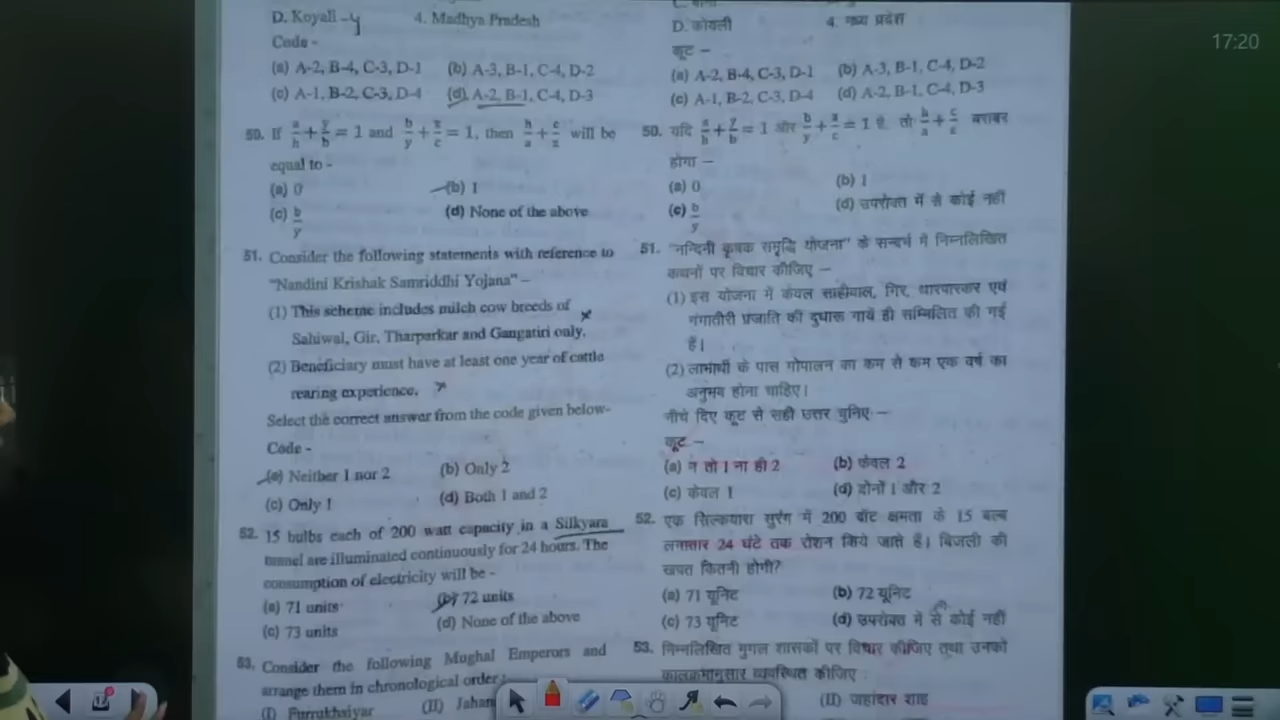 D. Koyali - 4
4. Madhya Pradesh
Code -
(a) A-2, B-4, C-3, D-1
(b) A-3, B-1, C-4, D-2
(c) A-1, B-2, C-3, D-4
(d) A-2, B-1, C-4, D-3
50. If a/h + y/b = 1 and b/y + z/c = 1, then h/a + c/z will be
equal to -
(a) 0
(b) 1
(c) b/y
(d) None of the above
51. Consider the following statements with reference to
"Nandini Krishak Samriddhi Yojana" –
(1) This scheme includes milch cow breeds of
Sahiwal, Gir, Tharparkar and Gangatiri only.
(2) Beneficiary must have at least one year of cattle
rearing experience.
Select the correct answer from the code given below-
Code -
(a) Neither 1 nor 2
(b) Only 2
(c) Only 1
(d) Both 1 and 2
52. 15 bulbs each of 200 watt capacity in a Silkyara
tunnel are illuminated continuously for 24 hours. The
consumption of electricity will be -
(a) 71 units
(b) 72 units
(c) 73 units
(d) None of the above
53. Consider the following Mughal Emperors and
arrange them in chronological order
(I) Furrukhsiyar
(II) Jahan
D. कोयली
4. मध्य प्रदेश
कूट –
(a) A-2, B-4, C-3, D-1
(b) A-3, B-1, C-4, D-2
(c) A-1, B-2, C-3, D-4
(d) A-2, B-1, C-4, D-3
50. यदि = 1 और = 1 है, तो बराबर
होगा –
(a) 0
(b) 1
(c) b/y
(d) उपरोक्त में से कोई नहीं
51. "नन्दिनी कृषक समृद्धि योजना" के सन्दर्भ में निम्नलिखित
कथनों पर विचार कीजिए –
(1) इस योजना में केवल साहीवाल, गिर, थारपारकर एवं
गंगातीरी प्रजाति की दुधारू गायें ही सम्मिलित की गई
हैं।
(2) लाभार्थी के पास गोपालन का कम से कम एक वर्ष का
अनुभव होना चाहिए।
नीचे दिए कूट से सही उत्तर चुनिए –
कूट –
(a) न तो 1 ना ही 2
(b) केवल 2
(c) केवल 1
(d) दोनों 1 और 2
52. एक सिल्कयारा सुरंग में 200 वॉट क्षमता के 15 बल्ब
लगातार 24 घंटे तक रोशन किये जाते हैं। बिजली की
खपत कितनी होगी?
(a) 71 यूनिट
(b) 72 यूनिट
(c) 73 यूनिट
(d) उपरोक्त में से कोई नहीं
53. निम्नलिखित मुगल शासकों पर विचार कीजिए तथा उनको
कालक्रमानुसार व्यवस्थित कीजिए :
(II) जहांदार शाह
17:20